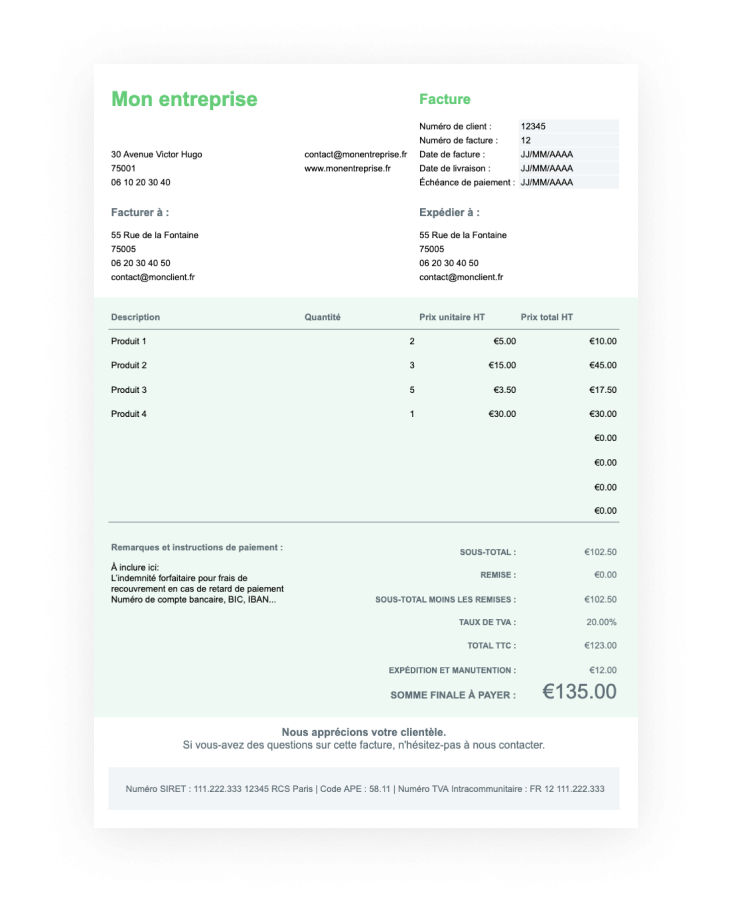 Mon entreprise
Facture
Numéro de client : 12345
Numéro de facture : 12
30 Avenue Victor Hugo contact@monentreprise.fr Date de facture : JJ/MM/AAAA
75001 www.monentreprise.fr Date de livraison : JJ/MM/AAAA
06 10 20 30 40 Échéance de paiement : JJ/MM/AAAA
Facturer à : Expédier à :
55 Rue de la Fontaine 55 Rue de la Fontaine
75005 75005
06 20 30 40 50 06 20 30 40 50
contact@monclient.fr contact@monclient.fr
Description Quantité Prix unitaire HT Prix total HT
Produit 1 2 €5.00 €10.00
Produit 2 3 €15.00 €45.00
Produit 3 5 €3.50 €17.50
Produit 4 1 €30.00 €30.00
€0.00
€0.00
€0.00
€0.00
Remarques et instructions de paiement :
À inclure ici:
L'indemnité forfaitaire pour frais de
recouvrement en cas de retard de paiement
Numéro de compte bancaire, BIC, IBAN...
SOUS-TOTAL : €102.50
REMISE : €0.00
SOUS-TOTAL MOINS LES REMISES : €102.50
TAUX DE TVA : 20.00%
TOTAL TTC : €123.00
EXPÉDITION ET MANUTENTION : €12.00
SOMME FINALE À PAYER : €135.00
Nous apprécions votre clientèle.
Si vous-avez des questions sur cette facture, n'hésitez-pas à nous contacter.
Numéro SIRET : 111.222.333 12345 RCS Paris | Code APE : 58.11 | Numéro TVA Intracommunitaire : FR 12 111.222.333